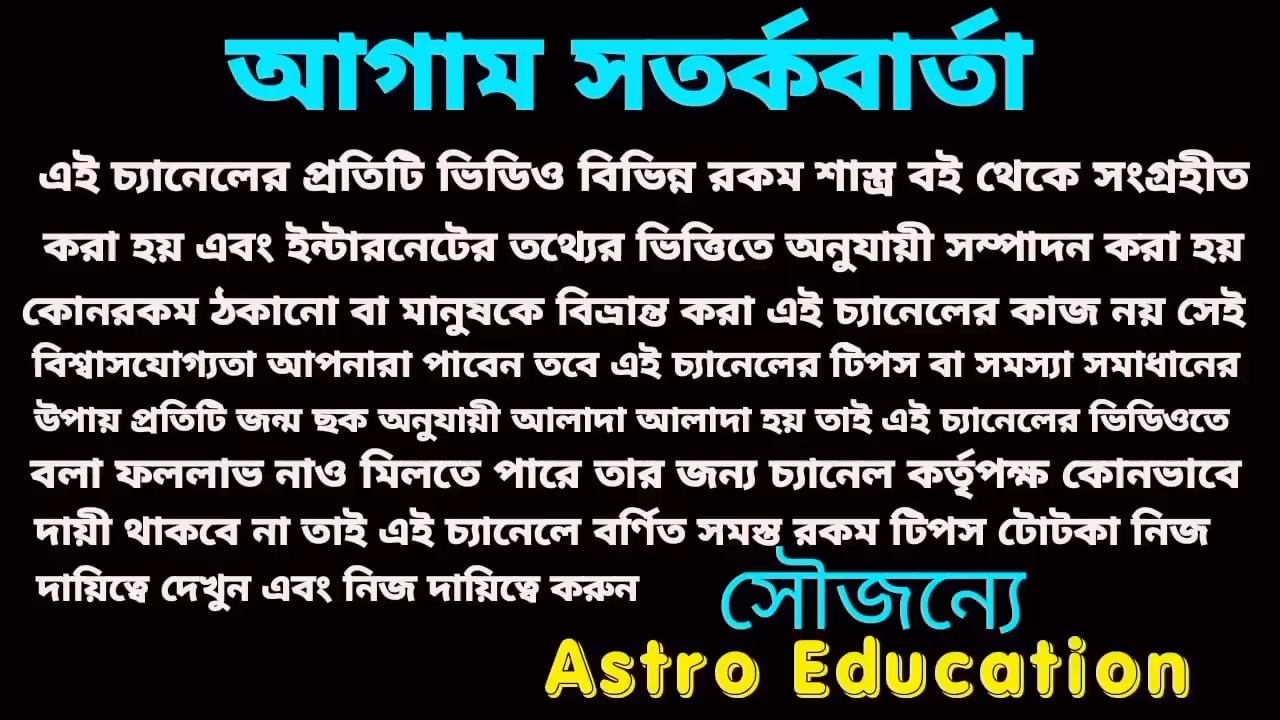 আগাম সতর্কবার্তা
এই চ্যানেলের প্রতিটি ভিডিও বিভিন্ন রকম শাস্ত্র বই থেকে সংগ্রহীত
করা হয় এবং ইন্টারনেটের তথ্যের ভিত্তিতে অনুযায়ী সম্পাদন করা হয়
কোনরকম ঠকানো বা মানুষকে বিভ্রান্ত করা এই চ্যানেলের কাজ নয় সেই
বিশ্বাসযোগ্যতা আপনারা পাবেন তবে এই চ্যানেলের টিপস বা সমস্যা সমাধানের
উপায় প্রতিটি জন্ম ছক অনুযায়ী আলাদা আলাদা হয় তাই এই চ্যানেলের ভিডিওতে
বলা ফললাভ নাও মিলতে পারে তার জন্য চ্যানেল কর্তৃপক্ষ কোনভাবে
দায়ী থাকবে না তাই এই চ্যানেলে বর্ণিত সমস্ত রকম টিপস টোটকা নিজ
দায়িত্বে দেখুন এবং নিজ দায়িত্বে করুন
সৌজন্যে
Astro Education